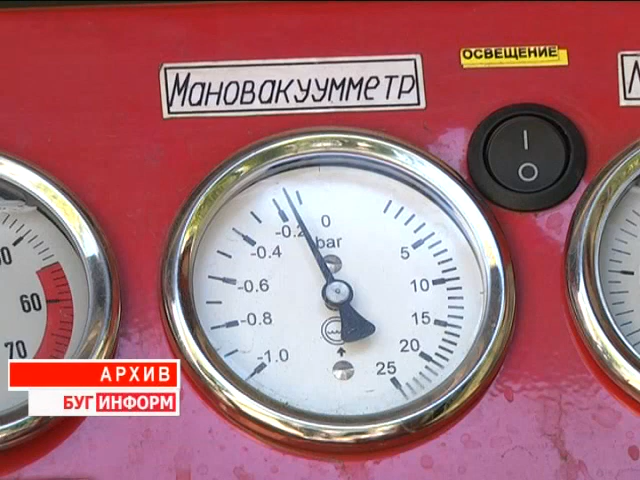 ОСВЕЩЕНИЕ
Мановакуумметр
0
-0.2
bar
-0.4
5
-0.6
10
60
-0.8
15
70
-1.0
20
25
АРХИВ
БУГИНФОРМ